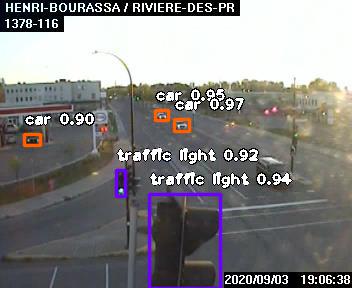 HENRI-BOURASSA / RIVIERE-DES-PR
1378-116
car 0.95
car 0.97
car 0.90
traffic light 0.92
traffic light 0.94
2020/09/03 19:06:38